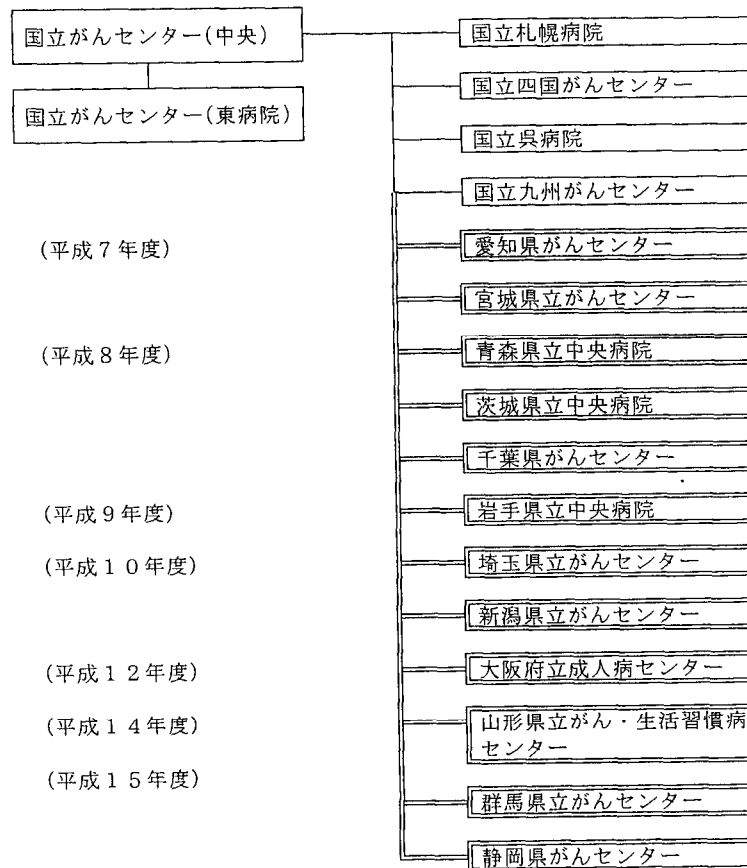 国立がんセンター(中央)
国立札幌病院
国立四国がんセンター
国立がんセンター(東病院)
国立呉病院
国立九州がんセンター
(平成7年度)
愛知県がんセンター
宮城県立がんセンター
(平成8年度)
青森県立中央病院
茨城県立中央病院
千葉県がんセンター
(平成9年度)
岩手県立中央病院
(平成10年度)
埼玉県立がんセンター
新潟県立がんセンター
(平成12年度)
大阪府立成人病センター
(平成14年度)
山形県立がん・生活習慣病
センター
(平成15年度)
群馬県立がんセンター
静岡県がんセンター